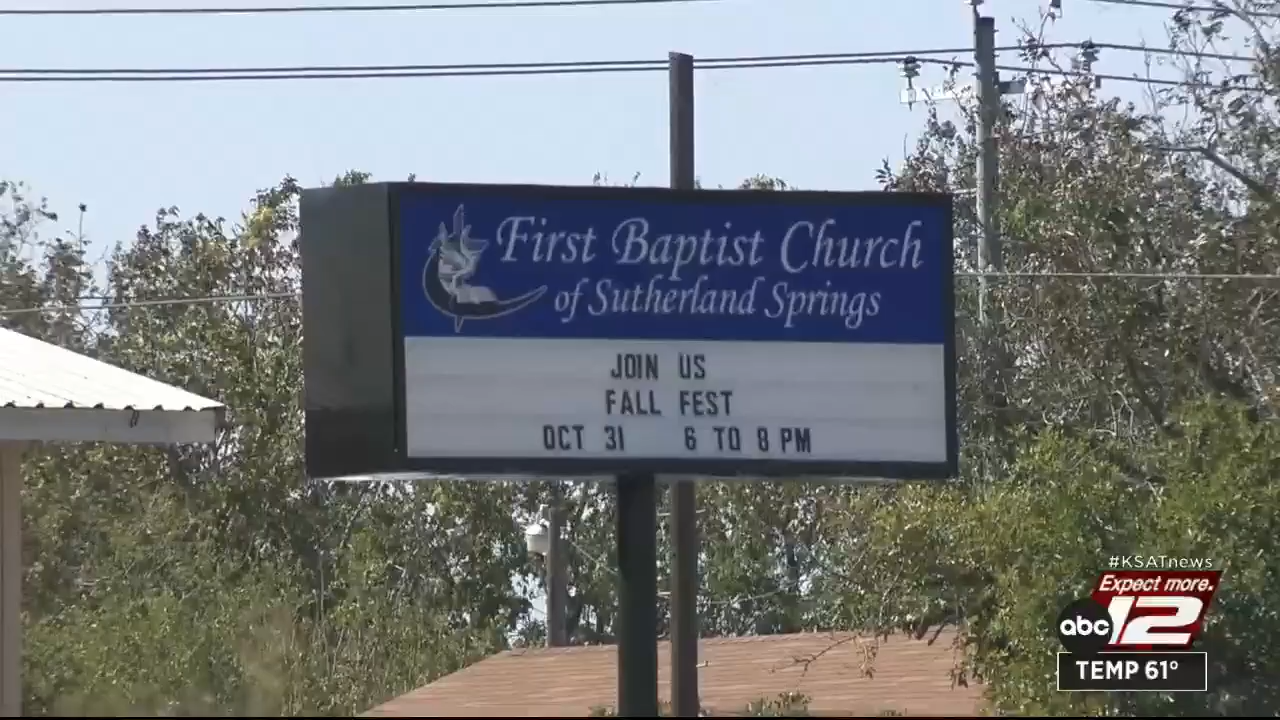 First Baptist Church
of Sutherland Springs
JOIN US
FALL FEST
OCT 31 6 TO 8 PM
#KSATnews
Expect more.
abc 12
TEMP 61°